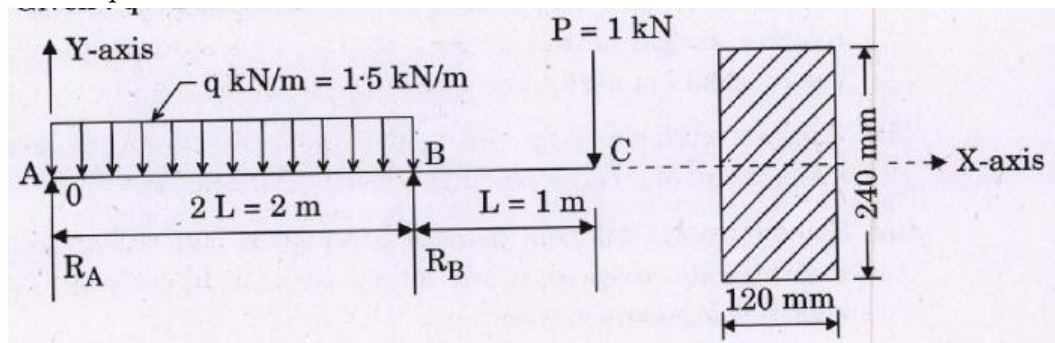 P = 1 kN
Y-axis
q kN/m = 1·5 kN/m
A
B
C
X-axis
0
2 L = 2 m
L = 1 m
240 mm
R_A
R_B
120 mm